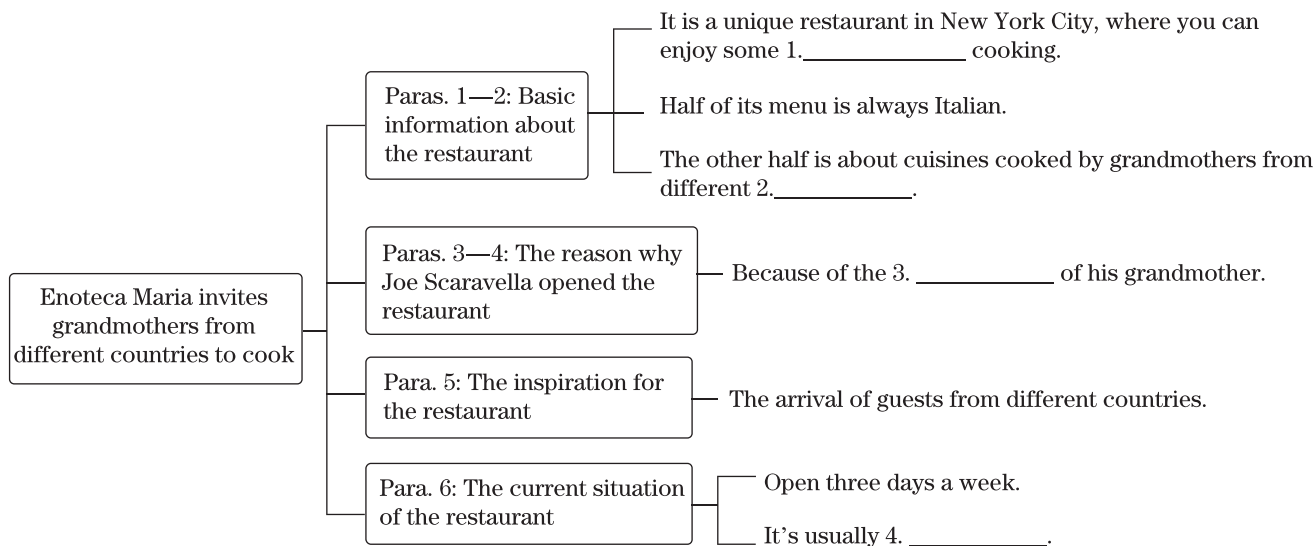 Enoteca Maria invites
grandmothers from
different countries to cook
Paras. 1—2: Basic
information about
the restaurant
It is a unique restaurant in New York City, where you can
enjoy some 1.____________ cooking.
Half of its menu is always Italian.
The other half is about cuisines cooked by grandmothers from
different 2.__________.
Paras. 3—4: The reason why
Joe Scaravella opened the
restaurant
Because of the 3. __________ of his grandmother.
Para. 5: The inspiration for
the restaurant
The arrival of guests from different countries.
Para. 6: The current situation
of the restaurant
Open three days a week.
It's usually 4. __________.